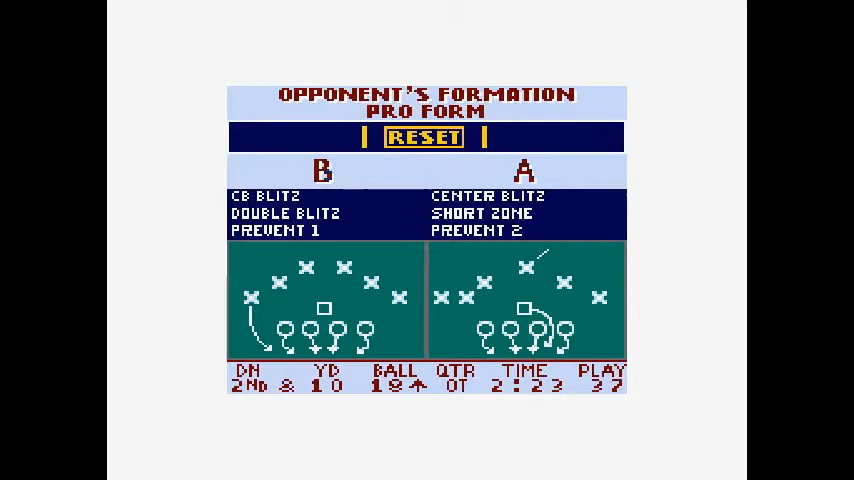 OPPONENT'S FORMATION
PRO FORM
RESET
B A
CB BLITZ CENTER BLITZ
DOUBLE BLITZ SHORT ZONE
PREVENT 1 PREVENT 2
DN YD BALL QTR TIME PLAY
2ND & 10 19 OT 2:23 37